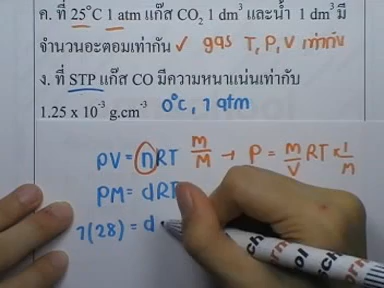 ค. ที่ 25°C 1 atm แก๊ส CO₂ 1 dm³ และน้ำ 1 dm³ มี
จำนวนอะตอมเท่ากัน ✓ gas T, P, V เท่ากัน
ง. ที่ STP แก๊ส CO มีความหนาแน่นเท่ากับ
1.25 x 10⁻³ g.cm⁻³ 0°C, 1 atm
PV = nRT m/M → P = m/V RT x 1/M
PM = dRT
1(28) = d
school